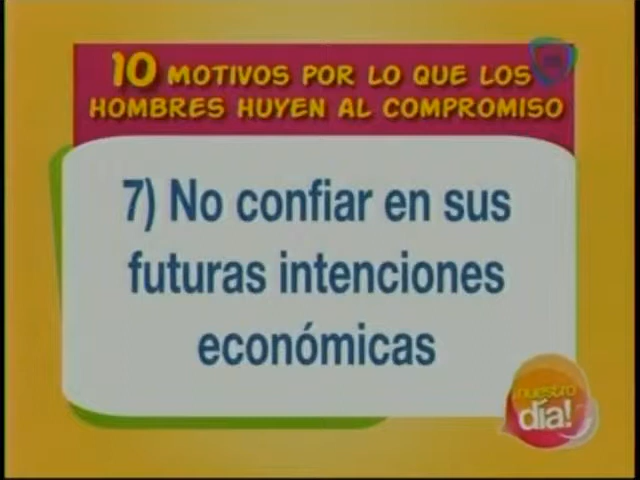 10 MOTIVOS POR LO QUE LOS
HOMBRES HUYEN AL COMPROMISO
7) No confiar en sus
futuras intenciones
económicas
nuestro
día!